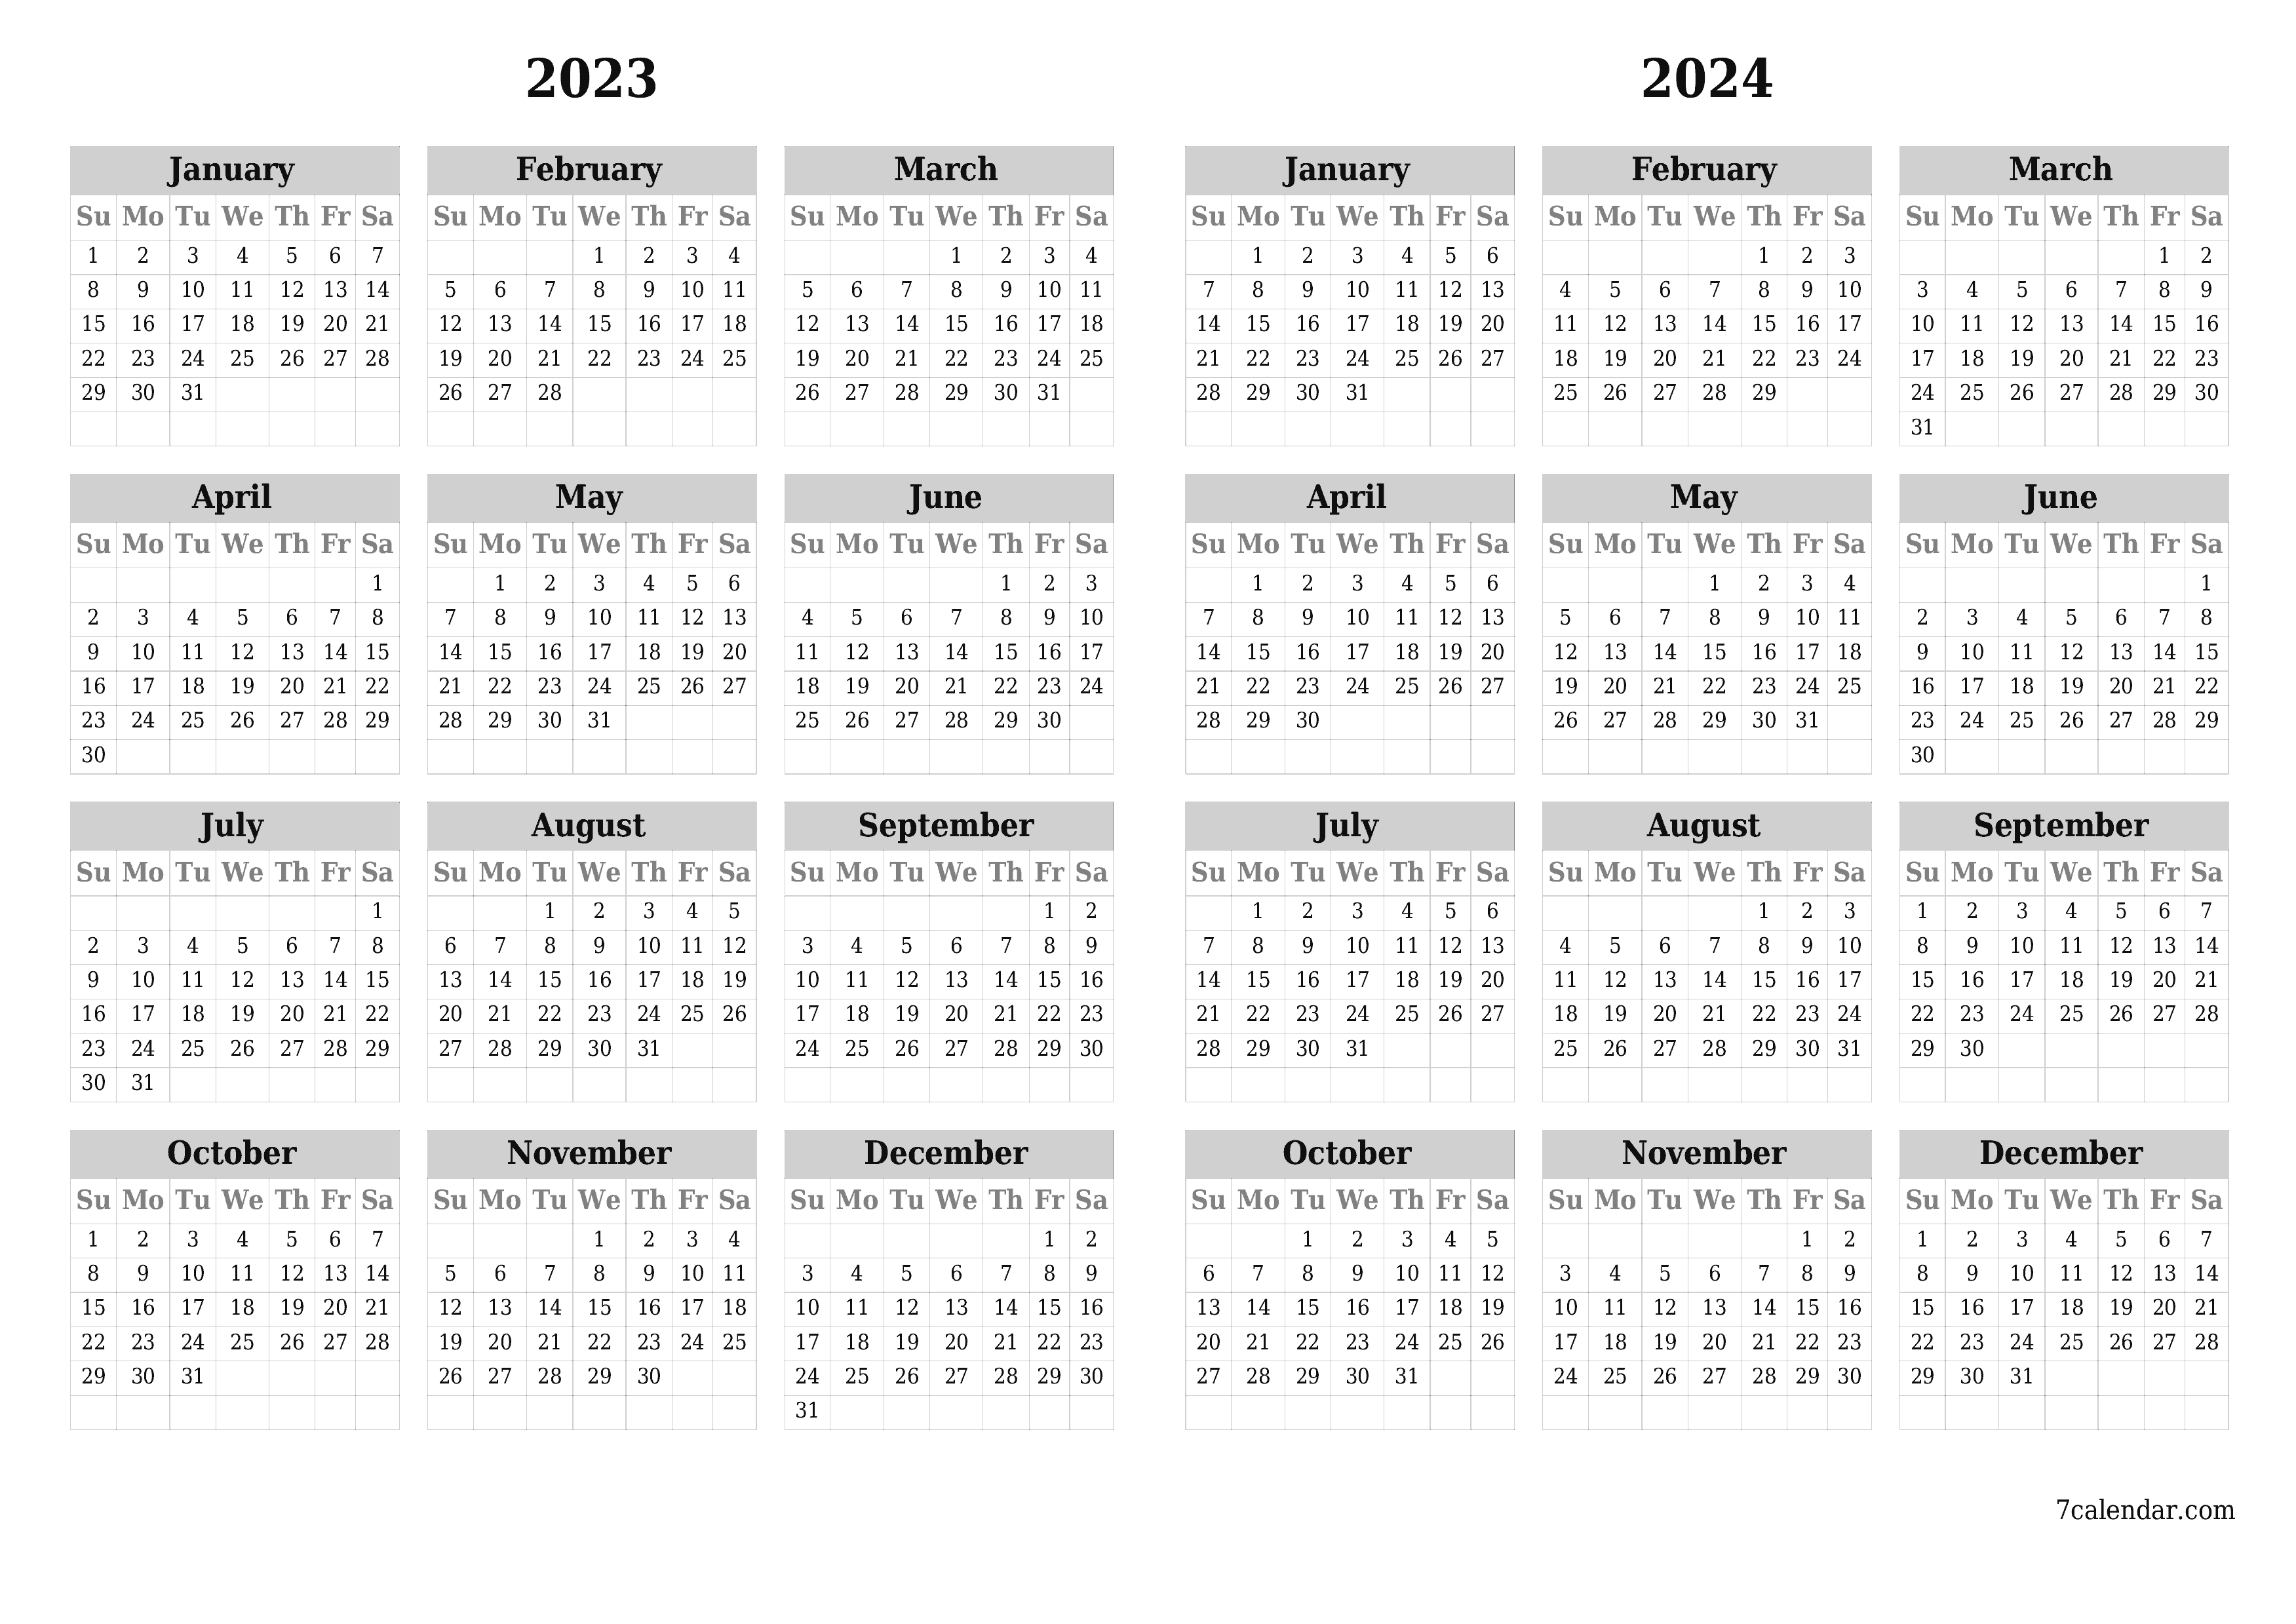 2023
January
Su Mo Tu We Th Fr Sa
1 2 3 4 5 6 7
8 9 10 11 12 13 14
15 16 17 18 19 20 21
22 23 24 25 26 27 28
29 30 31
February
Su Mo Tu We Th Fr Sa
1 2 3 4
5 6 7 8 9 10 11
12 13 14 15 16 17 18
19 20 21 22 23 24 25
26 27 28
March
Su Mo Tu We Th Fr Sa
1 2 3 4
5 6 7 8 9 10 11
12 13 14 15 16 17 18
19 20 21 22 23 24 25
26 27 28 29 30 31
April
Su Mo Tu We Th Fr Sa
1
2 3 4 5 6 7 8
9 10 11 12 13 14 15
16 17 18 19 20 21 22
23 24 25 26 27 28 29
30
May
Su Mo Tu We Th Fr Sa
1 2 3 4 5 6
7 8 9 10 11 12 13
14 15 16 17 18 19 20
21 22 23 24 25 26 27
28 29 30 31
June
Su Mo Tu We Th Fr Sa
1 2 3
4 5 6 7 8 9 10
11 12 13 14 15 16 17
18 19 20 21 22 23 24
25 26 27 28 29 30
July
Su Mo Tu We Th Fr Sa
1
2 3 4 5 6 7 8
9 10 11 12 13 14 15
16 17 18 19 20 21 22
23 24 25 26 27 28 29
30 31
August
Su Mo Tu We Th Fr Sa
1 2 3 4 5
6 7 8 9 10 11 12
13 14 15 16 17 18 19
20 21 22 23 24 25 26
27 28 29 30 31
September
Su Mo Tu We Th Fr Sa
1 2
3 4 5 6 7 8 9
10 11 12 13 14 15 16
17 18 19 20 21 22 23
24 25 26 27 28 29 30
October
Su Mo Tu We Th Fr Sa
1 2 3 4 5 6 7
8 9 10 11 12 13 14
15 16 17 18 19 20 21
22 23 24 25 26 27 28
29 30 31
November
Su Mo Tu We Th Fr Sa
1 2 3 4
5 6 7 8 9 10 11
12 13 14 15 16 17 18
19 20 21 22 23 24 25
26 27 28 29 30
December
Su Mo Tu We Th Fr Sa
1 2
3 4 5 6 7 8 9
10 11 12 13 14 15 16
17 18 19 20 21 22 23
24 25 26 27 28 29 30
31
2024
January
Su Mo Tu We Th Fr Sa
1 2 3 4 5 6
7 8 9 10 11 12 13
14 15 16 17 18 19 20
21 22 23 24 25 26 27
28 29 30 31
February
Su Mo Tu We Th Fr Sa
1 2 3
4 5 6 7 8 9 10
11 12 13 14 15 16 17
18 19 20 21 22 23 24
25 26 27 28 29
March
Su Mo Tu We Th Fr Sa
1 2
3 4 5 6 7 8 9
10 11 12 13 14 15 16
17 18 19 20 21 22 23
24 25 26 27 28 29 30
31
April
Su Mo Tu We Th Fr Sa
1 2 3 4 5 6
7 8 9 10 11 12 13
14 15 16 17 18 19 20
21 22 23 24 25 26 27
28 29 30
May
Su Mo Tu We Th Fr Sa
1 2 3 4
5 6 7 8 9 10 11
12 13 14 15 16 17 18
19 20 21 22 23 24 25
26 27 28 29 30 31
June
Su Mo Tu We Th Fr Sa
1
2 3 4 5 6 7 8
9 10 11 12 13 14 15
16 17 18 19 20 21 22
23 24 25 26 27 28 29
30
July
Su Mo Tu We Th Fr Sa
1 2 3 4 5 6
7 8 9 10 11 12 13
14 15 16 17 18 19 20
21 22 23 24 25 26 27
28 29 30 31
August
Su Mo Tu We Th Fr Sa
1 2 3
4 5 6 7 8 9 10
11 12 13 14 15 16 17
18 19 20 21 22 23 24
25 26 27 28 29 30 31
September
Su Mo Tu We Th Fr Sa
1 2 3 4 5 6 7
8 9 10 11 12 13 14
15 16 17 18 19 20 21
22 23 24 25 26 27 28
29 30
October
Su Mo Tu We Th Fr Sa
1 2 3 4 5
6 7 8 9 10 11 12
13 14 15 16 17 18 19
20 21 22 23 24 25 26
27 28 29 30 31
November
Su Mo Tu We Th Fr Sa
1 2
3 4 5 6 7 8 9
10 11 12 13 14 15 16
17 18 19 20 21 22 23
24 25 26 27 28 29 30
December
Su Mo Tu We Th Fr Sa
1 2 3 4 5 6 7
8 9 10 11 12 13 14
15 16 17 18 19 20 21
22 23 24 25 26 27 28
29 30 31
7calendar.com